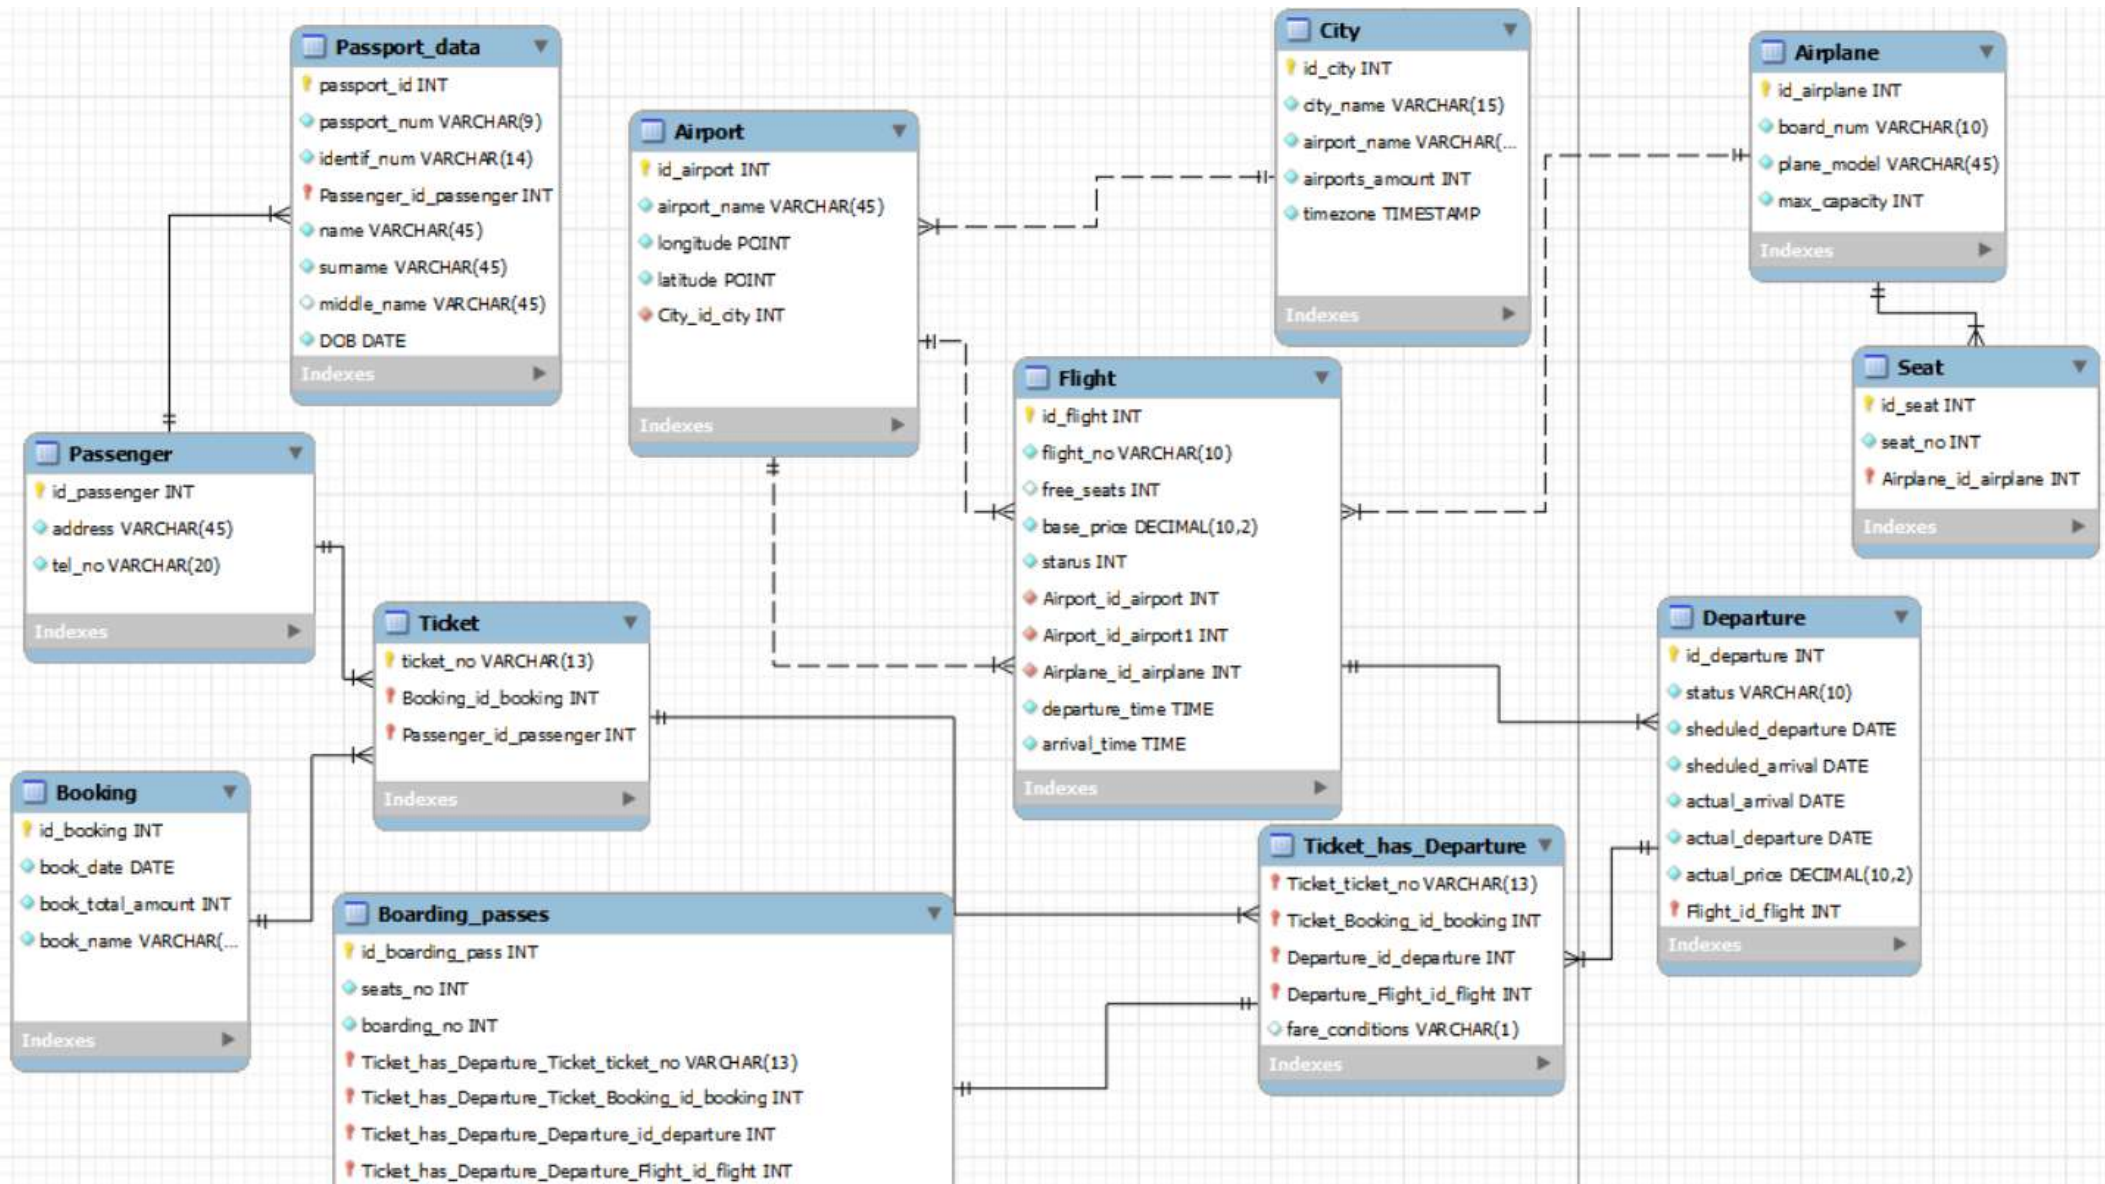 Passport_data
passport_id INT
passport_num VARCHAR(9)
identif_num VARCHAR(14)
Passenger_id_passenger INT
name VARCHAR(45)
surname VARCHAR(45)
middle_name VARCHAR(45)
DOB DATE
Indexes
Airport
id_airport INT
airport_name VARCHAR(45)
longitude POINT
latitude POINT
City_id_city INT
Indexes
City
id_city INT
city_name VARCHAR(15)
airport_name VARCHAR(...
airports_amount INT
timezone TIMESTAMP
Indexes
Airplane
id_airplane INT
board_num VARCHAR(10)
plane_model VARCHAR(45)
max_capacity INT
Indexes
Seat
id_seat INT
seat_no INT
Airplane_id_airplane INT
Indexes
Flight
id_flight INT
flight_no VARCHAR(10)
free_seats INT
base_price DECIMAL(10,2)
starus INT
Airport_id_airport INT
Airport_id_airport1 INT
Airplane_id_airplane INT
departure_time TIME
arrival_time TIME
Indexes
Passenger
id_passenger INT
address VARCHAR(45)
tel_no VARCHAR(20)
Indexes
Ticket
ticket_no VARCHAR(13)
Booking_id_booking INT
Passenger_id_passenger INT
Indexes
Departure
id_departure INT
status VARCHAR(10)
sheduled_departure DATE
sheduled_arrival DATE
actual_arrival DATE
actual_departure DATE
actual_price DECIMAL(10,2)
Flight_id_flight INT
Indexes
Booking
id_booking INT
book_date DATE
book_total_amount INT
book_name VARCHAR(...
Indexes
Ticket_has_Departure
Ticket_ticket_no VARCHAR(13)
Ticket_Booking_id_booking INT
Departure_id_departure INT
Departure_Flight_id_flight INT
fare_conditions VARCHAR(1)
Indexes
Boarding_passes
id_boarding_pass INT
seats_no INT
boarding_no INT
Ticket_has_Departure_Ticket_ticket_no VARCHAR(13)
Ticket_has_Departure_Ticket_Booking_id_booking INT
Ticket_has_Departure_Departure_id_departure INT
Ticket_has_Departure_Departure_Flight_id_flight INT